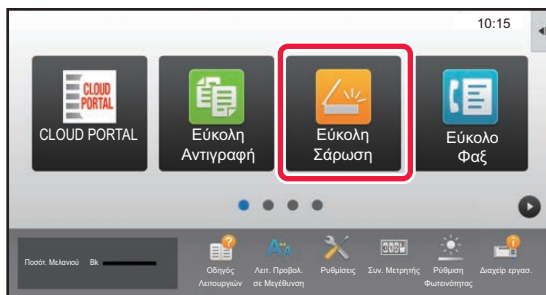 10:15
CLOUD
PORTAL
CLOUD PORTAL
Εύκολη
Αντιγραφή
Εύκολη
Σάρωση
Εύκολο
Φαξ
Ποσότ. Μελανιού Bk
Οδηγός
Λειτουργιών
Λειτ. Προβολ.
σε Μεγέθυνση
Ρυθμίσεις
Συν. Μετρητής
Ρύθμιση
Φωτεινότητας
Διαχείρ εργασ.